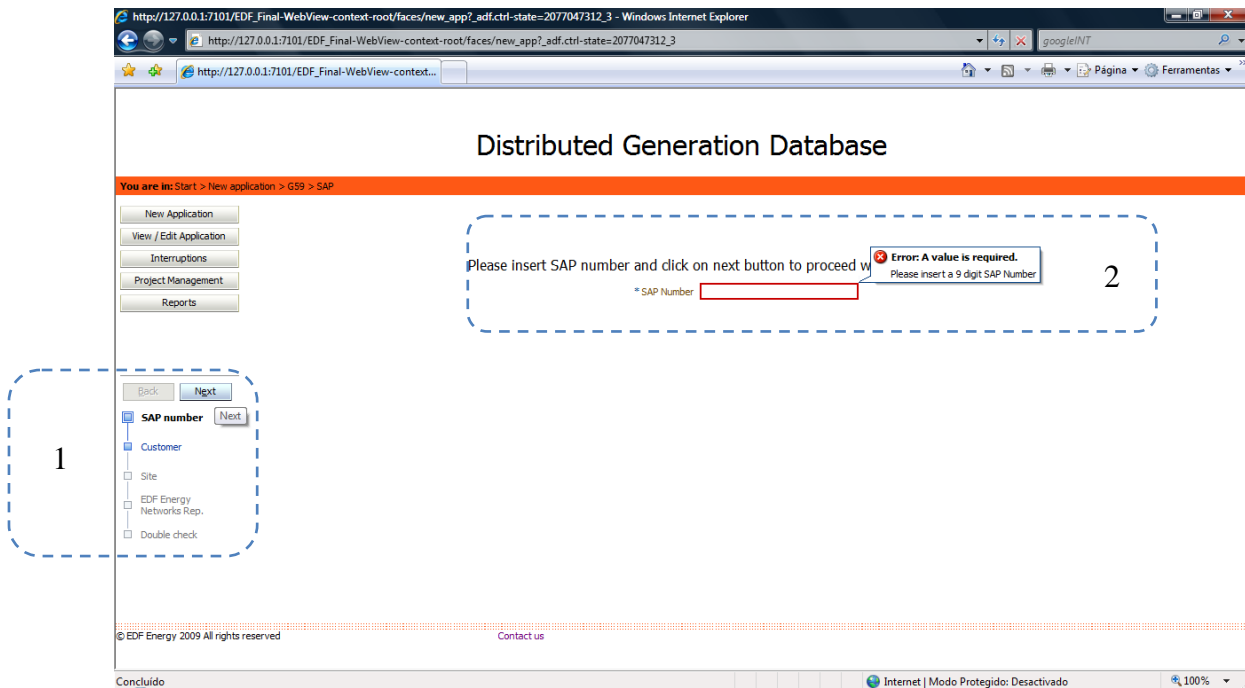 http://127.0.0.1:7101/EDF_Final-WebView-context-root/faces/new_app?_adf.ctrl-state=2077047312_3 - Windows Internet Explorer
http://127.0.0.1:7101/EDF_Final-WebView-context-root/faces/new_app?_adf.ctrl-state=2077047312_3
googleINT
http://127.0.0.1:7101/EDF_Final-WebView-context...
Página
Ferramentas
Distributed Generation Database
You are in: Start > New application > G59 > SAP
New Application
View / Edit Application
Interruptions
Project Management
Reports
Please insert SAP number and click on next button to proceed w
Error: A value is required.
Please insert a 9 digit SAP Number
* SAP Number
2
Back
Next
SAP number
Next
Customer
1
Site
EDF Energy
Networks Rep.
Double check
© EDF Energy 2009 All rights reserved
Contact us
Concluído
Internet | Modo Protegido: Desactivado
100%